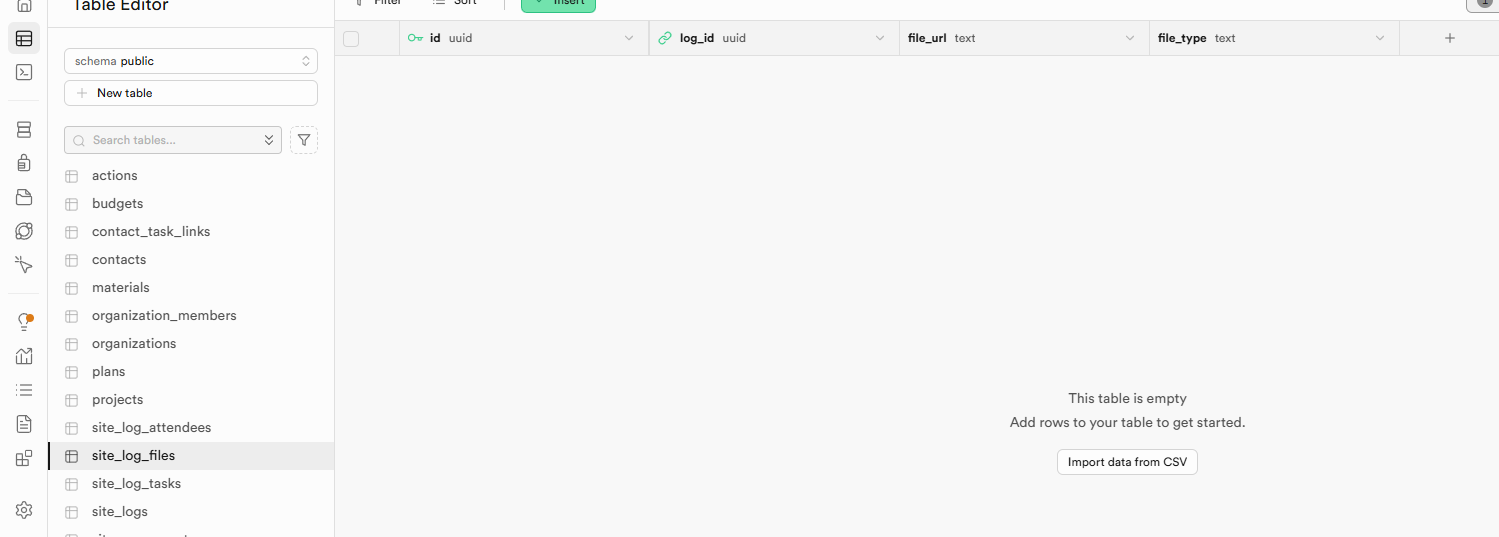 Table Editor
Filter Sort Insert
schema public
New table
Search tables...
actions
budgets
contact_task_links
contacts
materials
organization_members
organizations
plans
projects
site_log_attendees
site_log_files
site_log_tasks
site_logs
id uuid
log_id uuid
file_url text
file_type text
This table is empty
Add rows to your table to get started.
Import data from CSV